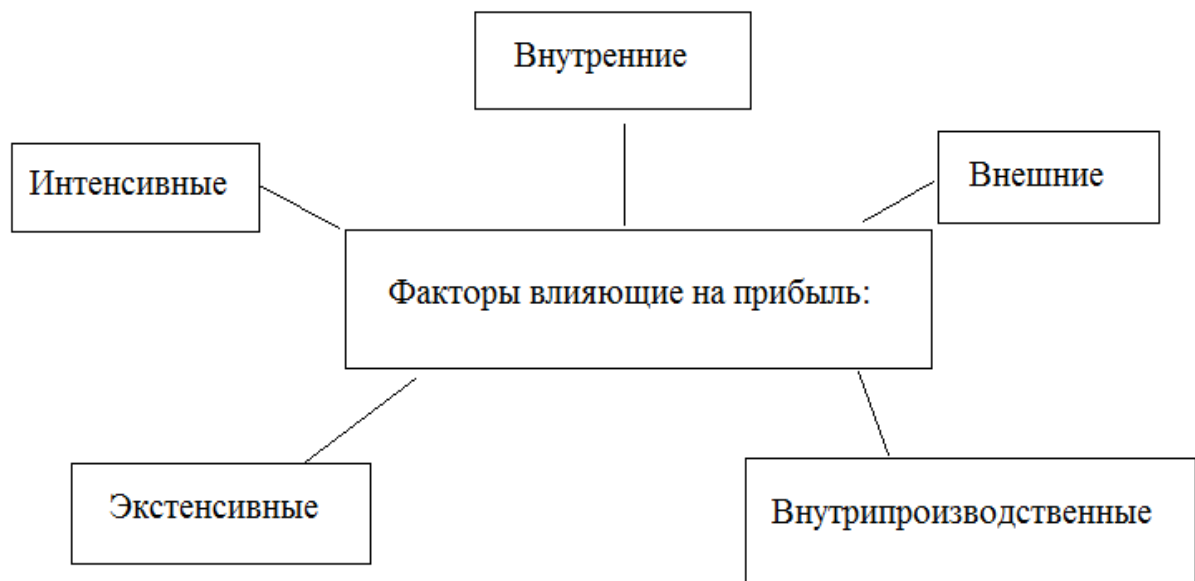 Внутренние
Интенсивные
Внешние
Факторы влияющие на прибыль:
Экстенсивные
Внутрипроизводственные